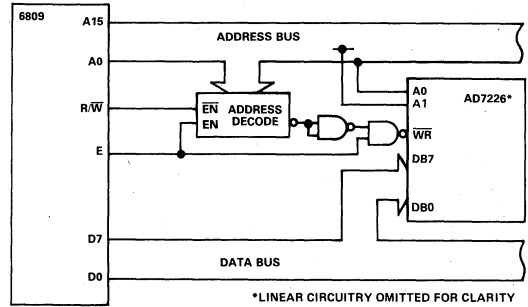 6809
A15
ADDRESS BUS
A0
A0
A1
AD7226*
R/W̅
E̅N̅
EN
ADDRESS
DECODE
W̅R̅
E
DB7
DB0
D7
DATA BUS
D0
*LINEAR CIRCUITRY OMITTED FOR CLARITY